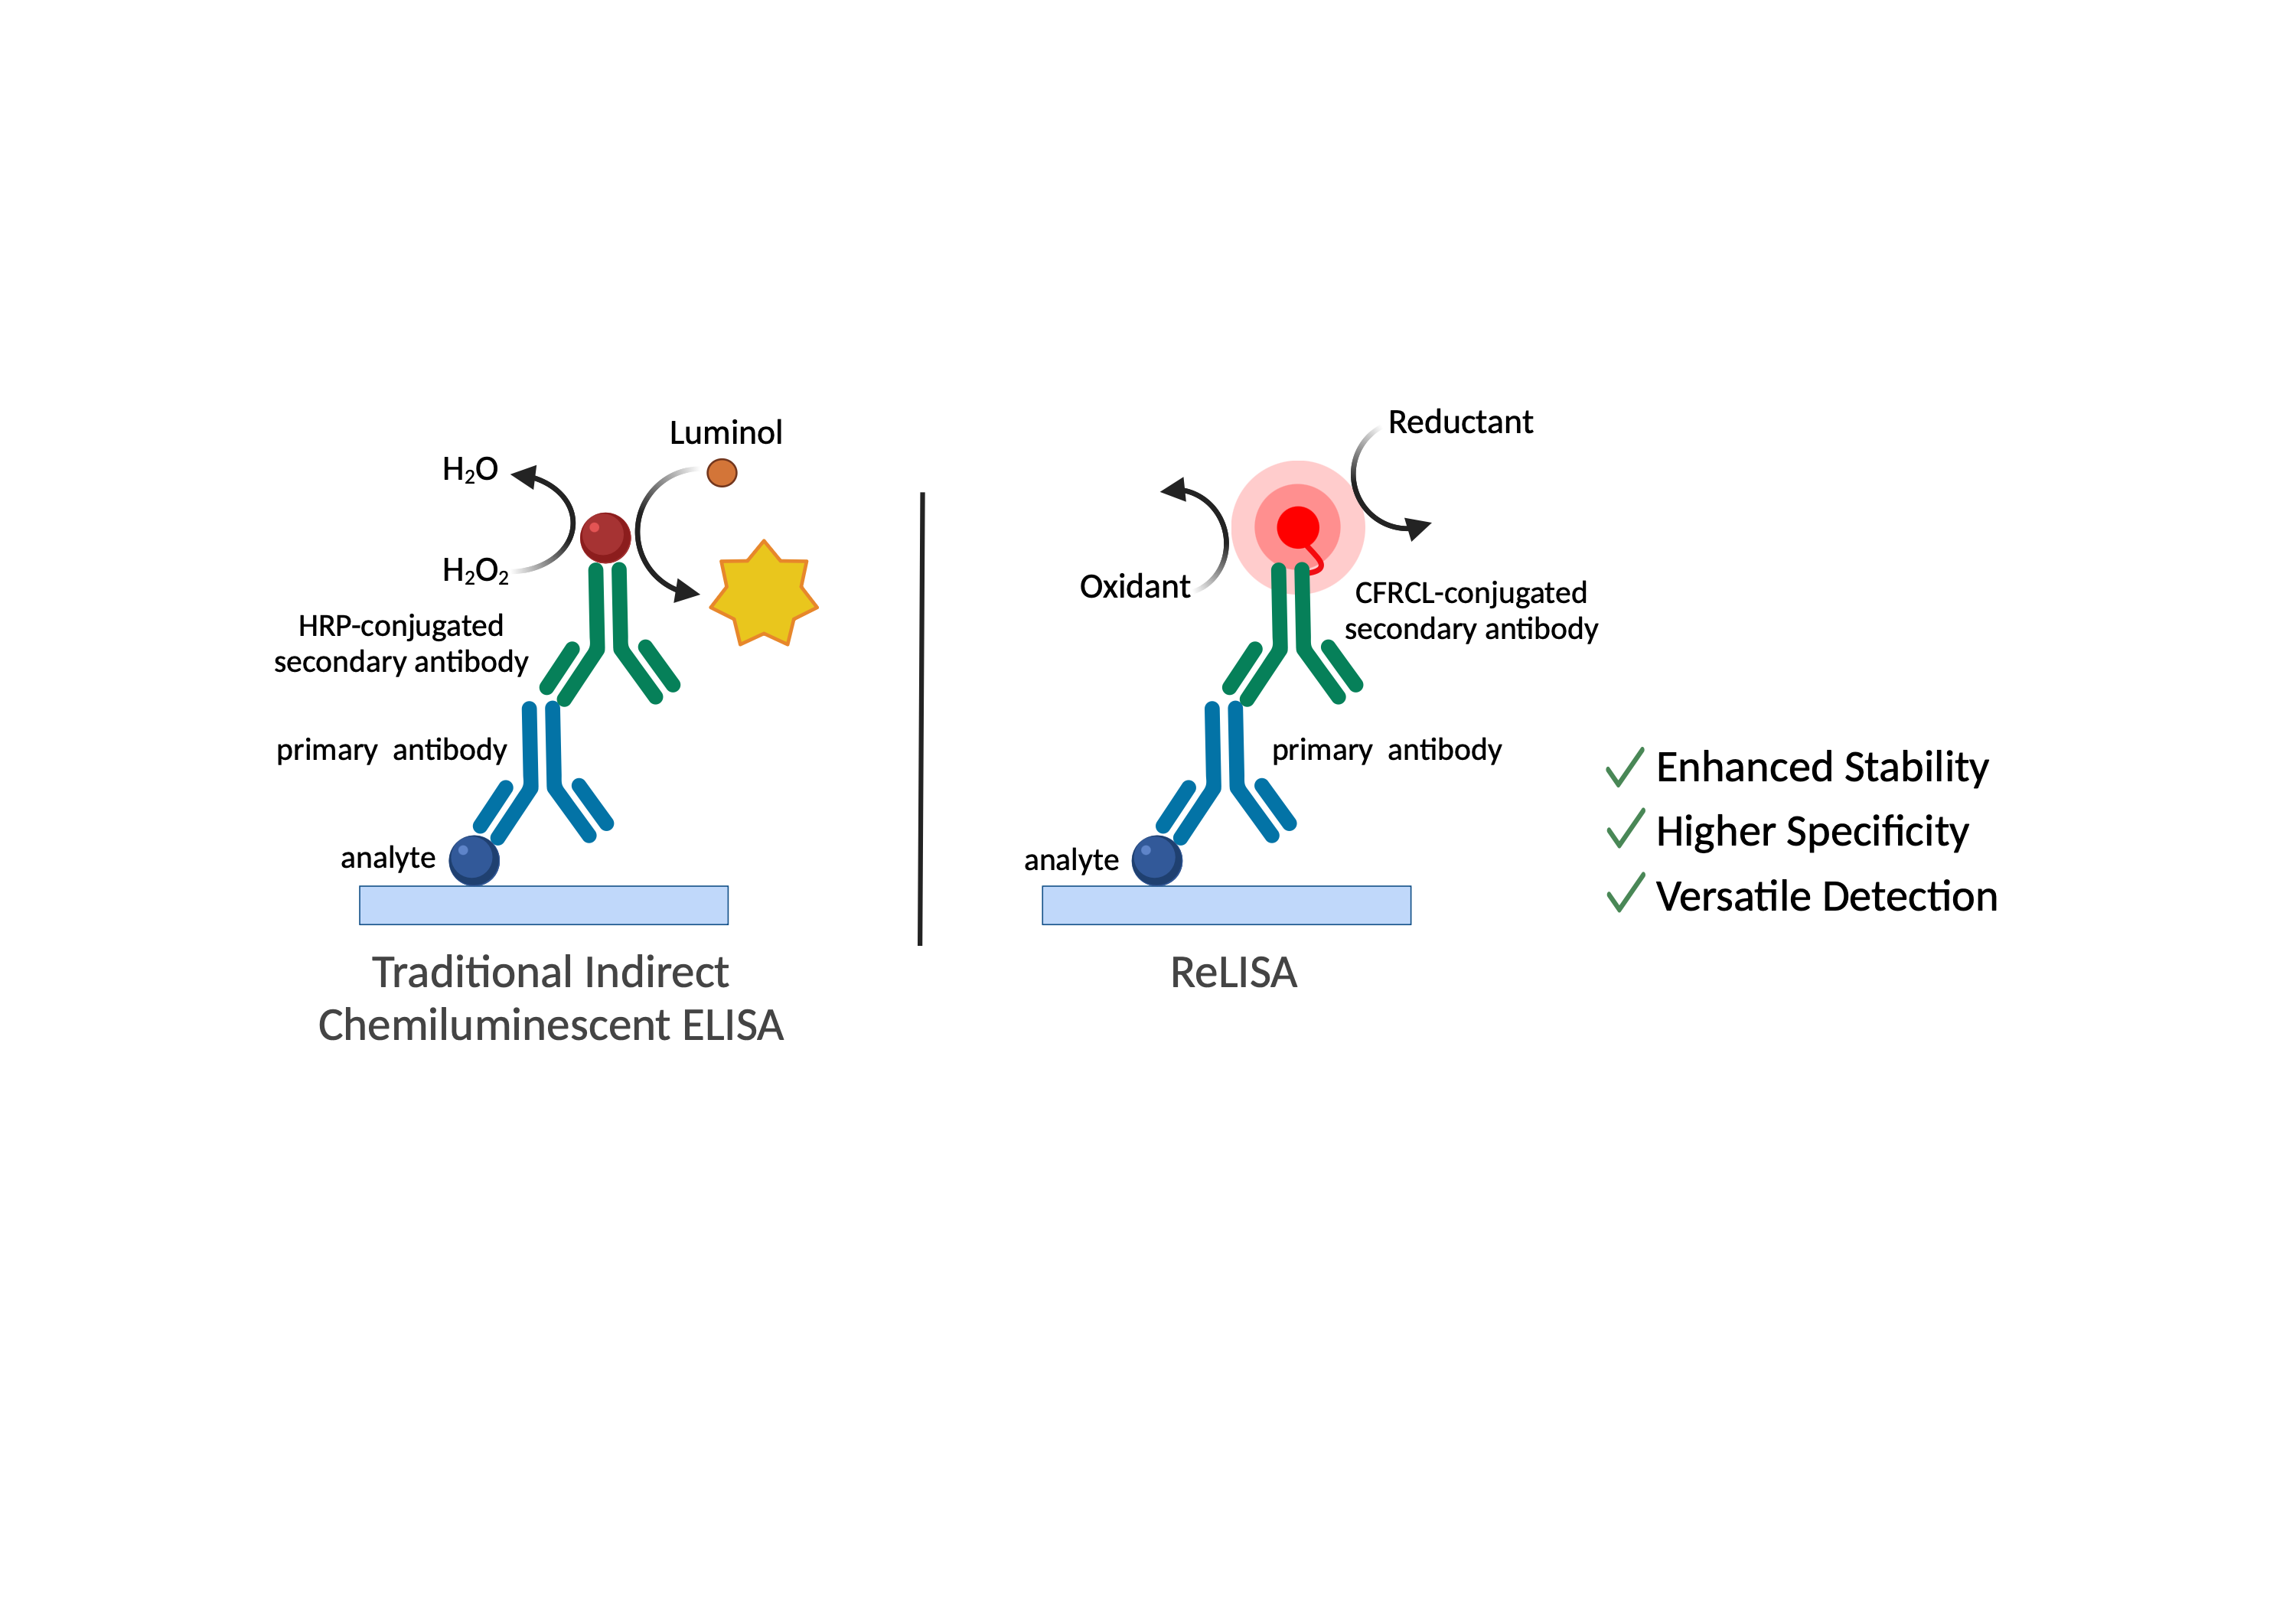 Luminol
H₂O
H₂O₂
HRP-conjugated
secondary antibody
primary antibody
analyte
Traditional Indirect
Chemiluminescent ELISA
Reductant
Oxidant
CFRCL-conjugated
secondary antibody
primary antibody
analyte
ReLISA
Enhanced Stability
Higher Specificity
Versatile Detection